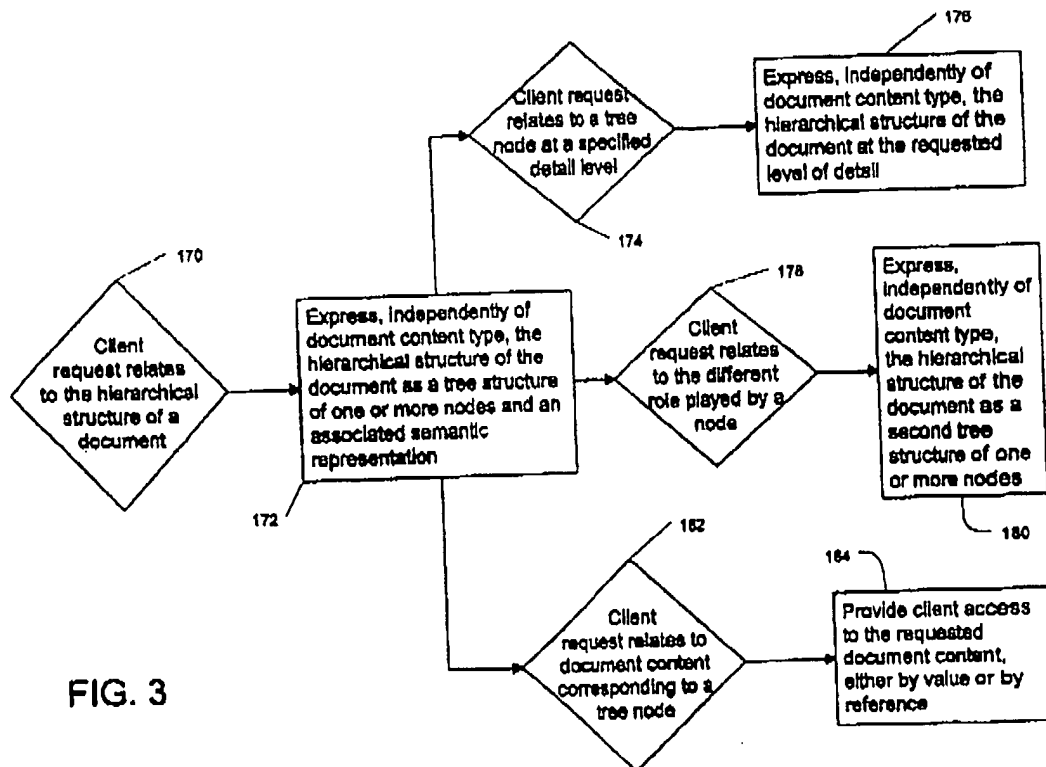 176
Client request
relates to a tree
node at a specified
detail level
Express, Independently of
document content type, the
hierarchical structure of the
document at the requested
level of detail
174
170
178
Client
request relates
to the hierarchical
structure of a
document
Express, Independently of
document content type, the
hierarchical structure of the
document as a tree structure
of one or more nodes and an
associated semantic
representation
172
Client
request relates
to the different
role played by a
node
Express,
Independently of
document
content type,
the hierarchical
structure of the
document as a
second tree
structure of one
or more nodes
180
182
184
Client
request relates to
document content
corresponding to a
tree node
Provide client access
to the requested
document content,
either by value or by
reference
FIG. 3